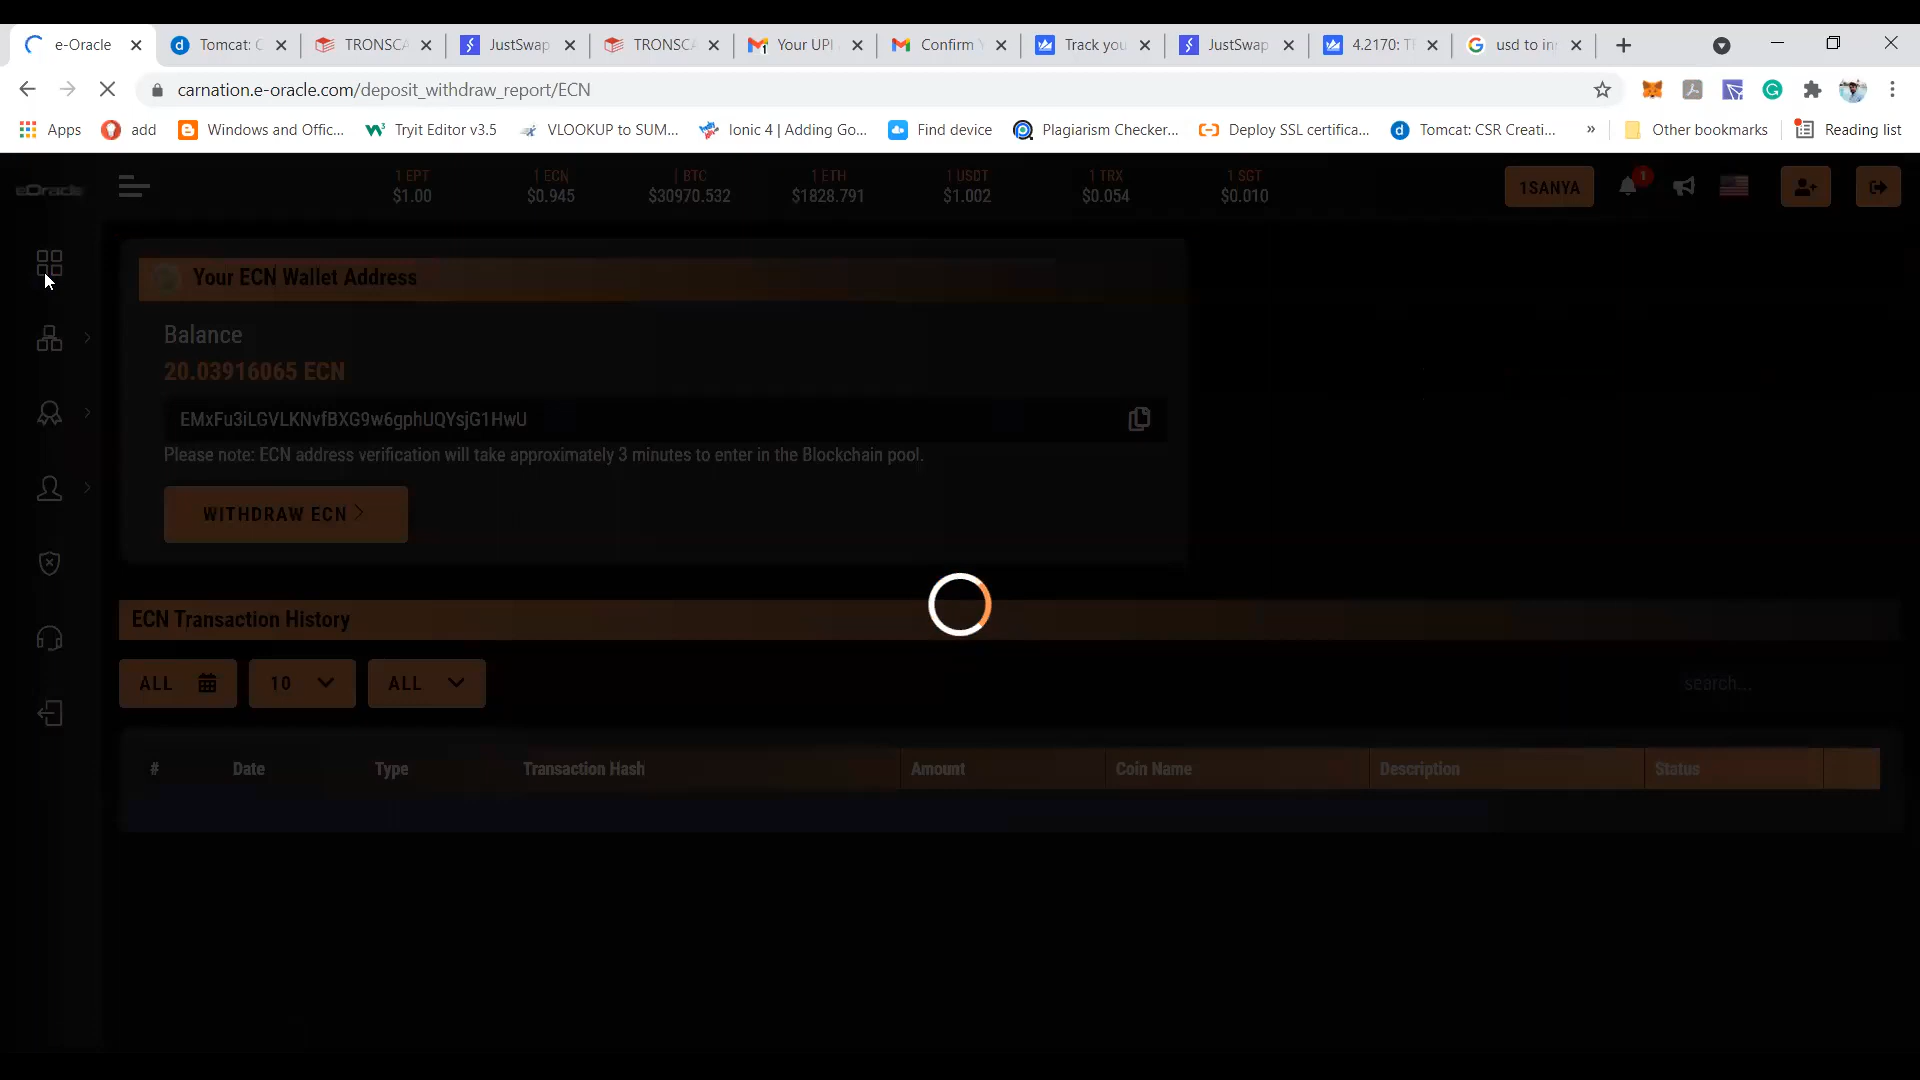 e-Oracle
Tomcat: C
TRONSCA
JustSwap
TRONSCA
Your UPI
Confirm Y
Track you
JustSwap
4.2170: T
usd to in
carnation.e-oracle.com/deposit_withdraw_report/ECN
Apps
add
Windows and Offic...
Tryit Editor v3.5
VLOOKUP to SUM...
Ionic 4 | Adding Go...
Find device
Plagiarism Checker...
Deploy SSL certifica...
Tomcat: CSR Creati...
»
Other bookmarks
Reading list
eOracle
1 EPT
$1.00
1 ECN
$0.945
1 BTC
$30970.532
1 ETH
$1828.791
1 USDT
$1.002
1 TRX
$0.054
1 SGT
$0.010
1SANYA
1
Your ECN Wallet Address
Balance
20.03916065 ECN
EMxFu3iLGVLKNvfBXG9w6gphUQYsjG1HwU
Please note: ECN address verification will take approximately 3 minutes to enter in the Blockchain pool.
WITHDRAW ECN >
ECN Transaction History
ALL
10
ALL
search...
# Date Type Transaction Hash Amount Coin Name Description Status